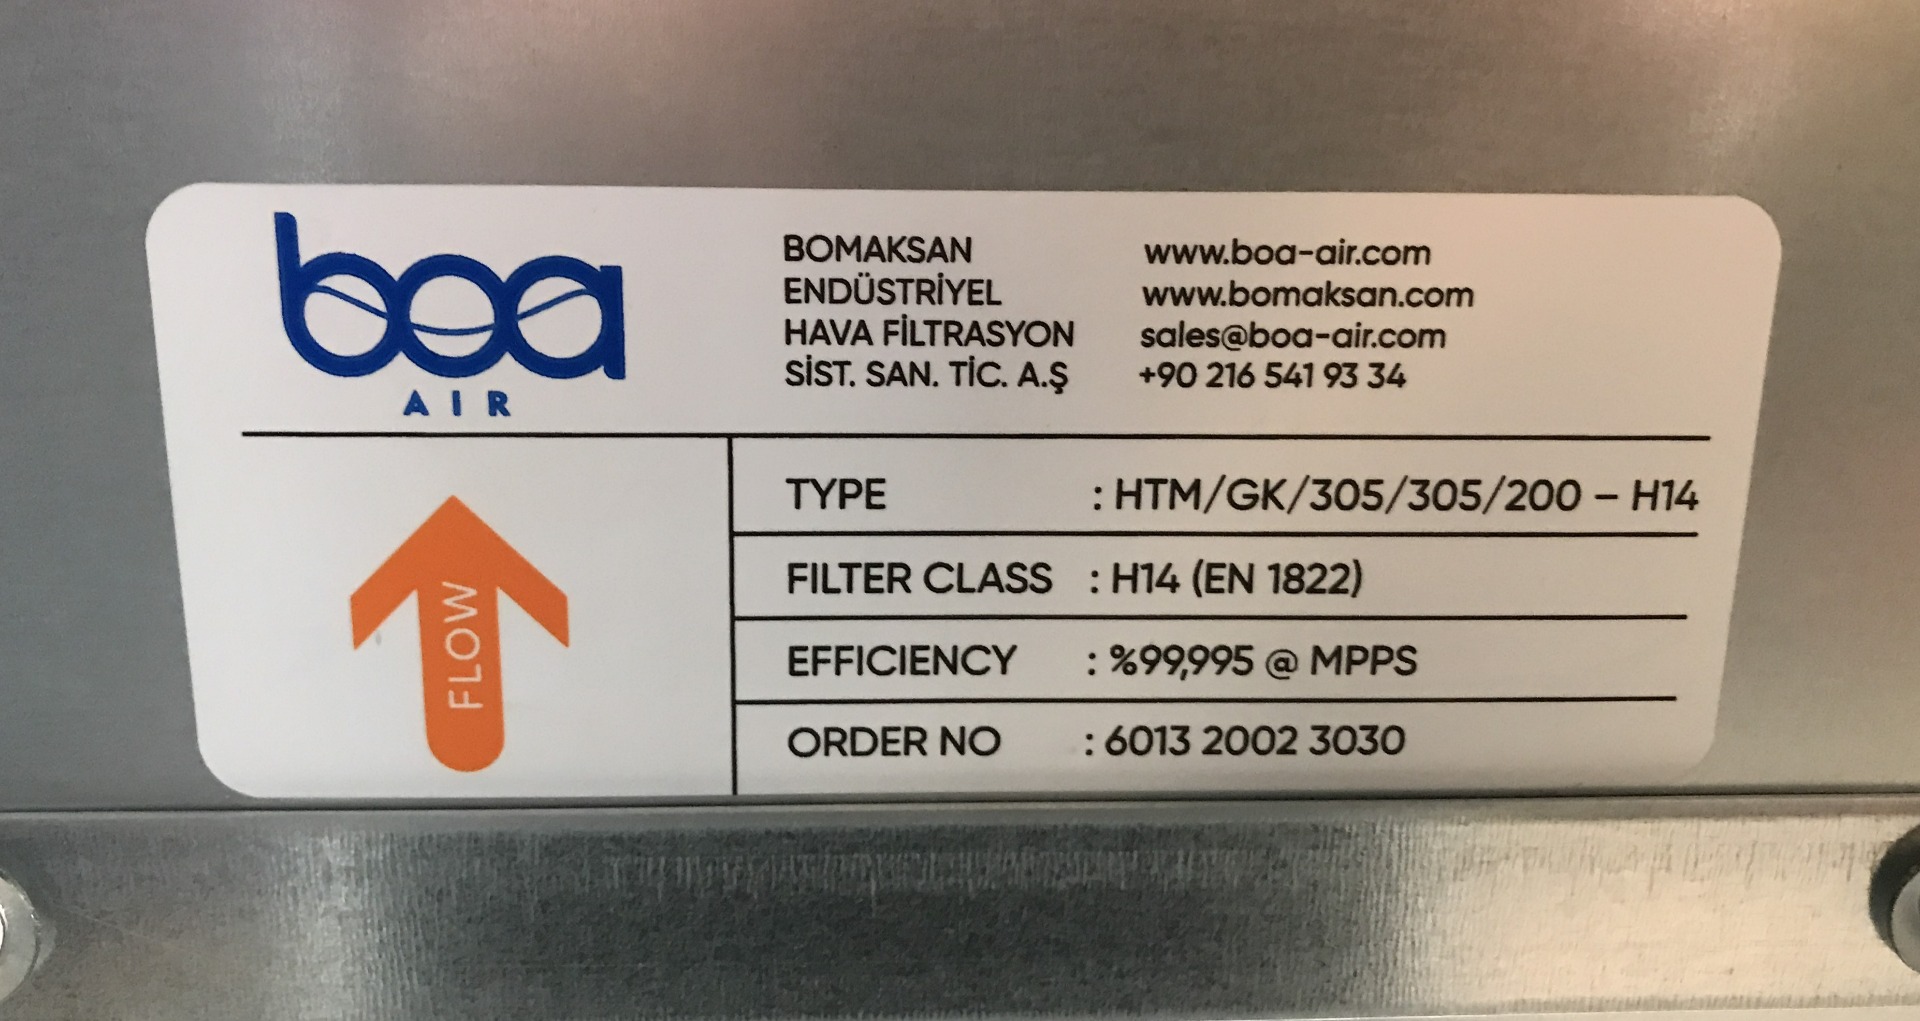 boa
AIR
BOMAKSAN
ENDÜSTRİYEL
HAVA FİLTRASYON
SİST. SAN. TİC. A.Ş
www.boa-air.com
www.bomaksan.com
sales@boa-air.com
+90 216 541 93 34
FLOW
TYPE : HTM/GK/305/305/200 – H14
FILTER CLASS : H14 (EN 1822)
EFFICIENCY : %99,995 @ MPPS
ORDER NO : 6013 2002 3030